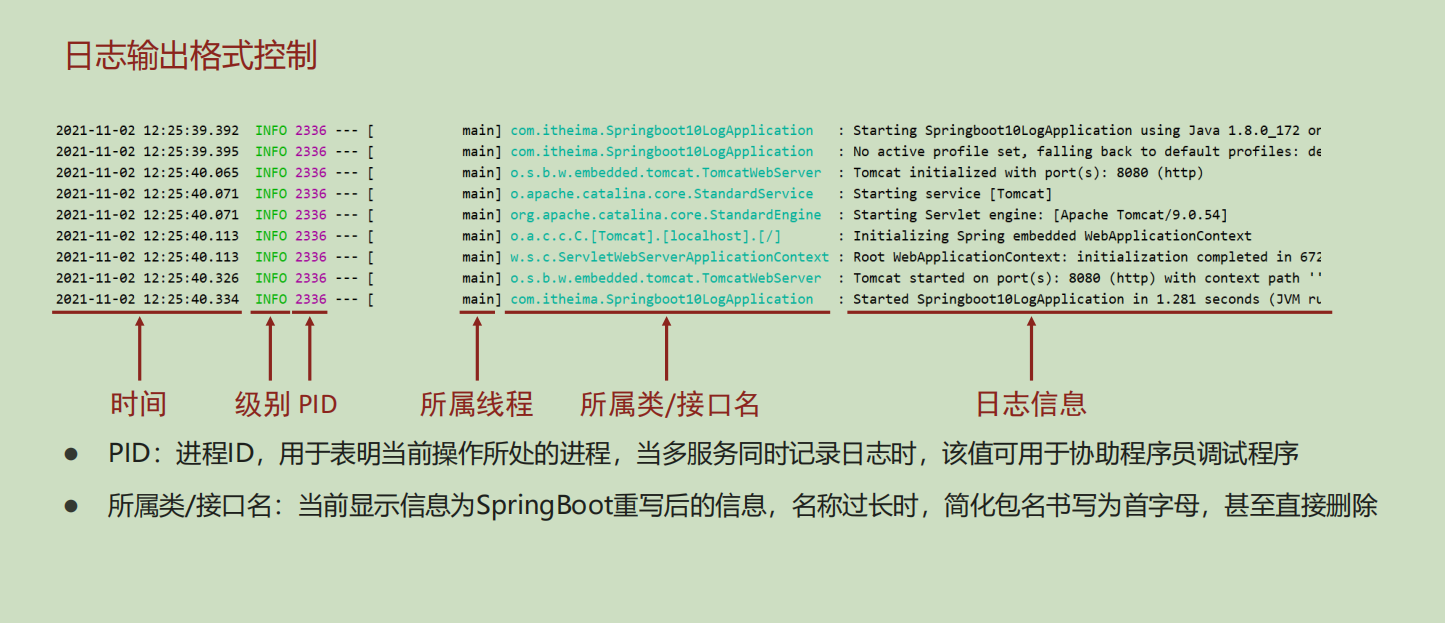 日志输出格式控制
2021-11-02 12:25:39.392 INFO 2336 --- [ main] com.itheima.Springboot10LogApplication : Starting Springboot10LogApplication using Java 1.8.0_172 on
2021-11-02 12:25:39.395 INFO 2336 --- [ main] com.itheima.Springboot10LogApplication : No active profile set, falling back to default profiles: de
2021-11-02 12:25:40.065 INFO 2336 --- [ main] o.s.b.w.embedded.tomcat.TomcatWebServer : Tomcat initialized with port(s): 8080 (http)
2021-11-02 12:25:40.071 INFO 2336 --- [ main] o.apache.catalina.core.StandardService : Starting service [Tomcat]
2021-11-02 12:25:40.071 INFO 2336 --- [ main] org.apache.catalina.core.StandardEngine : Starting Servlet engine: [Apache Tomcat/9.0.54]
2021-11-02 12:25:40.113 INFO 2336 --- [ main] o.a.c.c.C.[Tomcat].[localhost].[/] : Initializing Spring embedded WebApplicationContext
2021-11-02 12:25:40.113 INFO 2336 --- [ main] w.s.c.ServletWebServerApplicationContext : Root WebApplicationContext: initialization completed in 672
2021-11-02 12:25:40.326 INFO 2336 --- [ main] o.s.b.w.embedded.tomcat.TomcatWebServer : Tomcat started on port(s): 8080 (http) with context path ''
2021-11-02 12:25:40.334 INFO 2336 --- [ main] com.itheima.Springboot10LogApplication : Started Springboot10LogApplication in 1.281 seconds (JVM ru
时间 级别 PID 所属线程 所属类/接口名 日志信息
● PID：进程ID，用于表明当前操作所处的进程，当多服务同时记录日志时，该值可用于协助程序员调试程序
● 所属类/接口名：当前显示信息为SpringBoot重写后的信息，名称过长时，简化包名书写为首字母，甚至直接删除